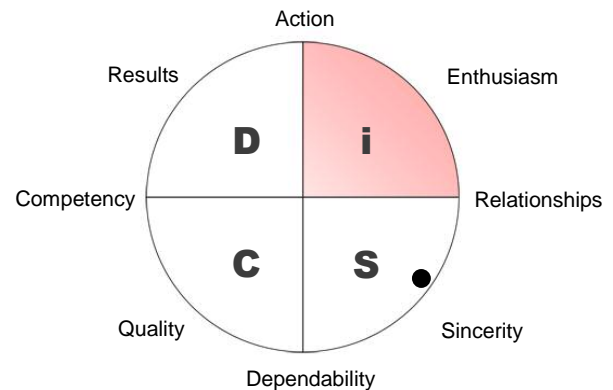 Action
Results
Enthusiasm
D
i
Competency
Relationships
C
S
Quality
Sincerity
Dependability